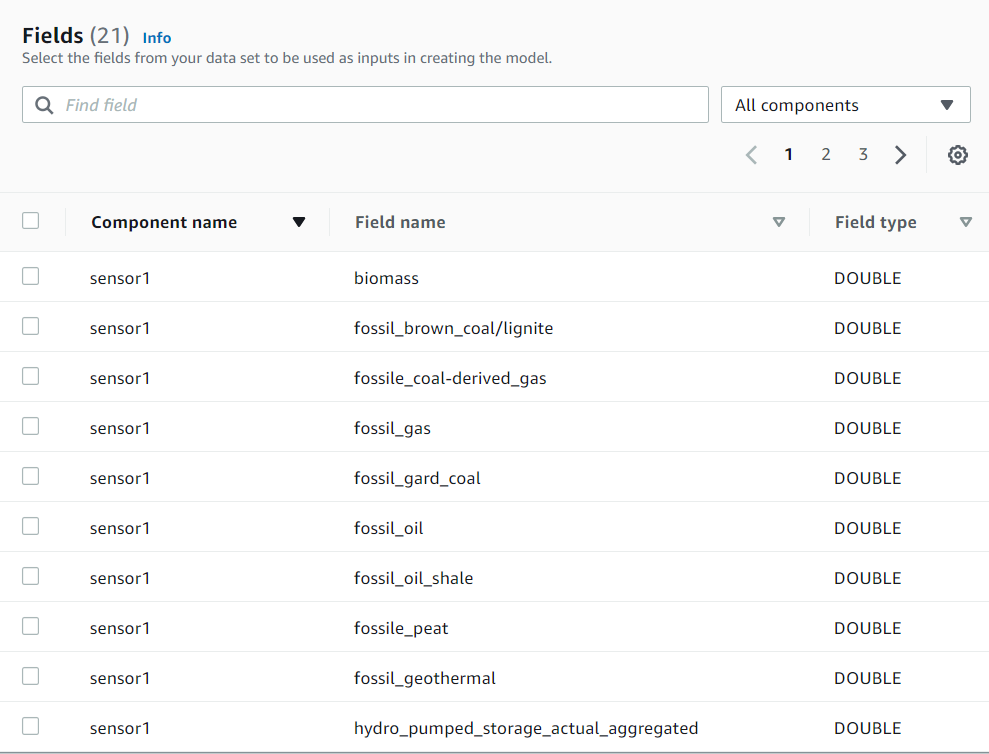 Fields (21) Info
Select the fields from your data set to be used as inputs in creating the model.
Find field All components
1 2 3
Component name Field name Field type
sensor1 biomass DOUBLE
sensor1 fossil_brown_coal/lignite DOUBLE
sensor1 fossile_coal-derived_gas DOUBLE
sensor1 fossil_gas DOUBLE
sensor1 fossil_gard_coal DOUBLE
sensor1 fossil_oil DOUBLE
sensor1 fossil_oil_shale DOUBLE
sensor1 fossile_peat DOUBLE
sensor1 fossil_geothermal DOUBLE
sensor1 hydro_pumped_storage_actual_aggregated DOUBLE